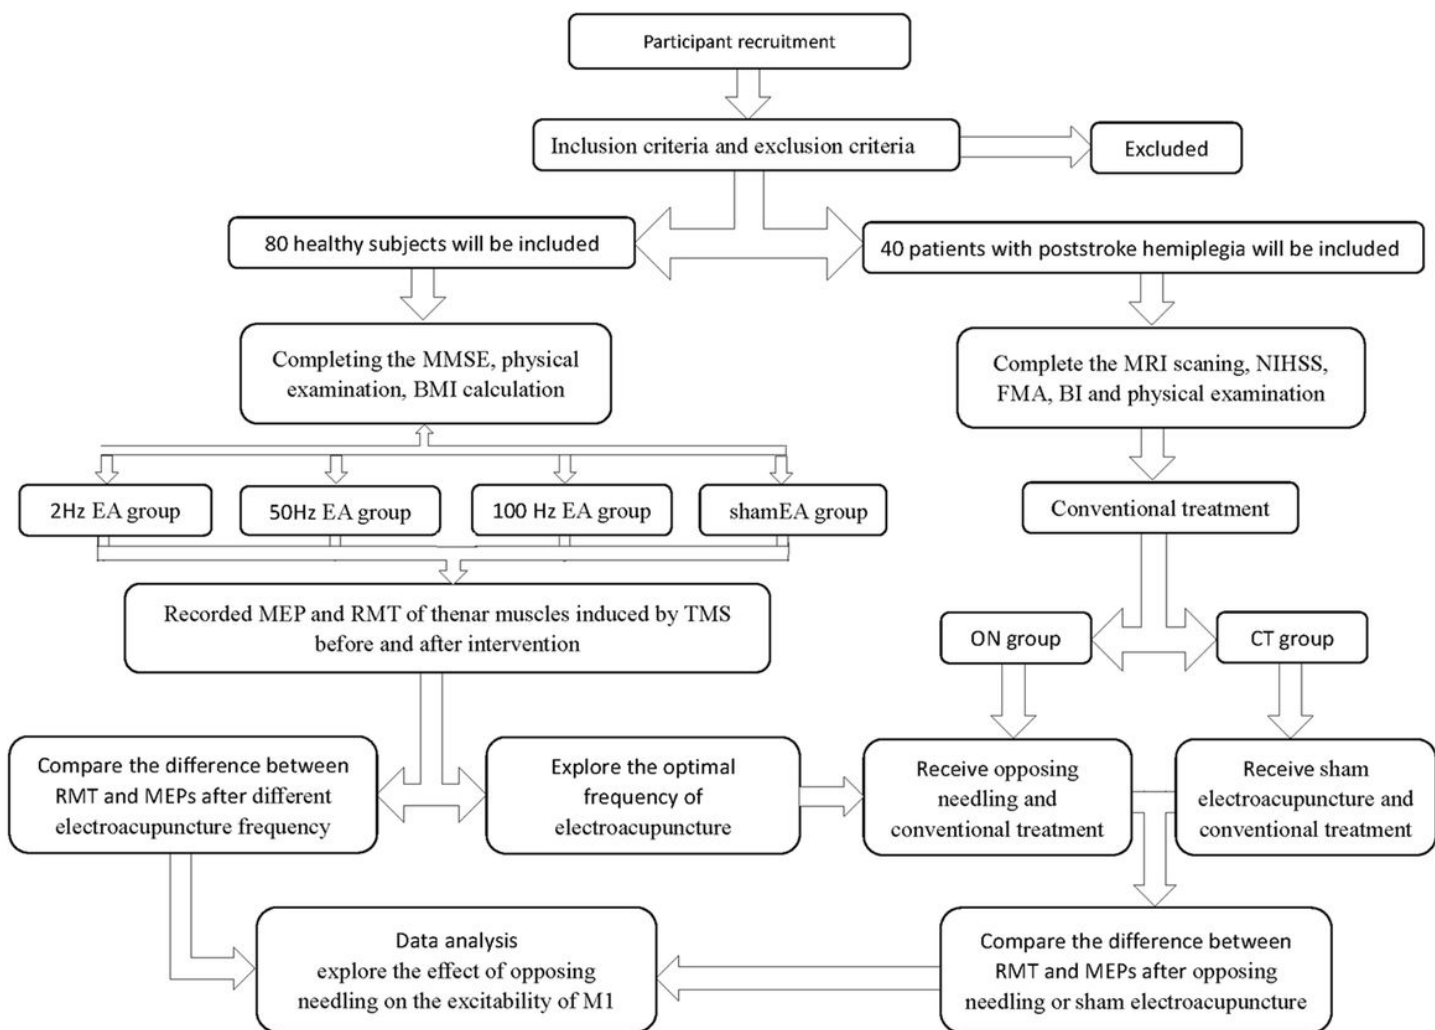 Participant recruitment
Inclusion criteria and exclusion criteria
Excluded
80 healthy subjects will be included
40 patients with poststroke hemiplegia will be included
Completing the MMSE, physical
examination, BMI calculation
Complete the MRI scaning, NIHSS,
FMA, BI and physical examination
2Hz EA group
50Hz EA group
100 Hz EA group
shamEA group
Conventional treatment
Recorded MEP and RMT of thenar muscles induced by TMS
before and after intervention
ON group
CT group
Compare the difference between
RMT and MEPs after different
electroacupuncture frequency
Explore the optimal
frequency of
electroacupuncture
Receive opposing
needling and
conventional treatment
Receive sham
electroacupuncture and
conventional treatment
Data analysis
explore the effect of opposing
needling on the excitability of M1
Compare the difference between
RMT and MEPs after opposing
needling or sham electroacupuncture